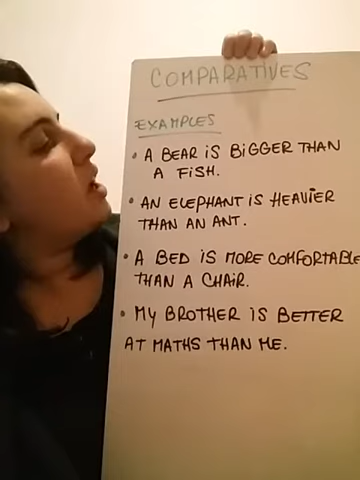 COMPARATIVES
EXAMPLES
• A BEAR IS BIGGER THAN
A FISH.
• AN ELEPHANT IS HEAVIER
THAN AN ANT.
• A BED IS MORE COMFORTABLE
THAN A CHAIR.
• MY BROTHER IS BETTER
AT MATHS THAN ME.